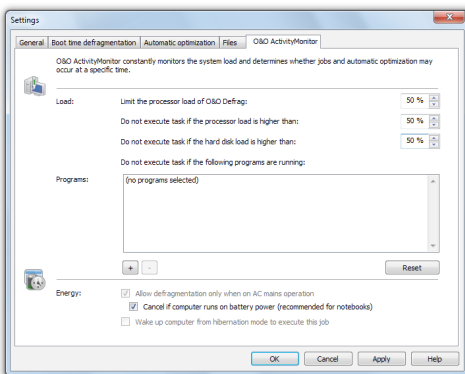 Settings
General Boot time defragmentation Automatic optimization Files O&O ActivityMonitor
O&O ActivityMonitor constantly monitors the system load and determines whether jobs and automatic optimization may
occur at a specific time.
Load: Limit the processor load of O&O Defrag: 50 %
Do not execute task if the processor load is higher than: 50 %
Do not execute task if the hard disk load is higher than: 50 %
Do not execute task if the following programs are running:
Programs: (no programs selected)
+ - Reset
Energy: Allow defragmentation only when on AC mains operation
Cancel if computer runs on battery power (recommended for notebooks)
Wake up computer from hibernation mode to execute this job
OK Cancel Apply Help